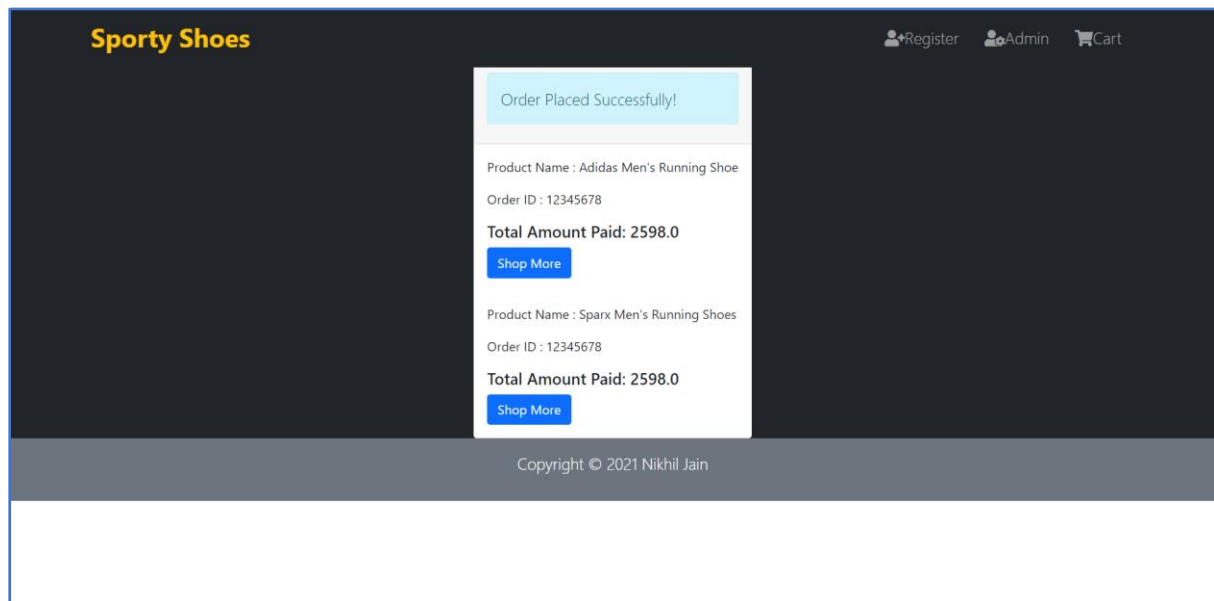 Sporty Shoes
Register Admin Cart
Order Placed Successfully!
Product Name : Adidas Men's Running Shoe
Order ID : 12345678
Total Amount Paid: 2598.0
Shop More
Product Name : Sparx Men's Running Shoes
Order ID : 12345678
Total Amount Paid: 2598.0
Shop More
Copyright © 2021 Nikhil Jain